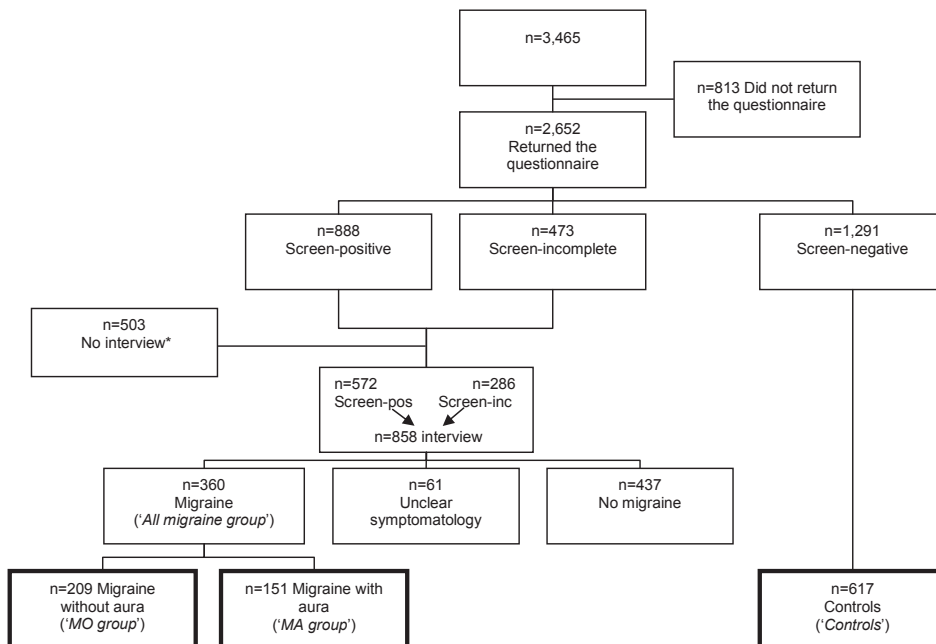 n=3,465
n=813 Did not return
the questionnaire
n=2,652
Returned the
questionnaire
n=888
Screen-positive
n=473
Screen-incomplete
n=1,291
Screen-negative
n=503
No interview*
n=572
Screen-pos
n=286
Screen-inc
n=858 interview
n=360
Migraine
(‘All migraine group’)
n=61
Unclear
symptomatology
n=437
No migraine
n=209 Migraine
without aura
(‘MO group’)
n=151 Migraine with
aura
(‘MA group’)
n=617
Controls
(‘Controls’)